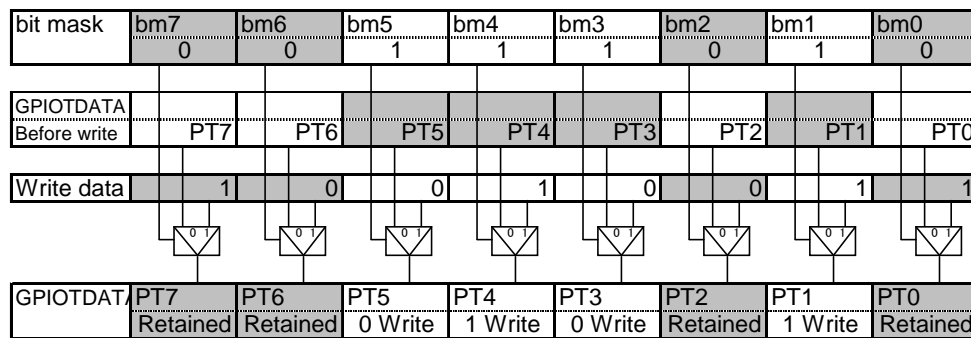 bit mask bm7 bm6 bm5 bm4 bm3 bm2 bm1 bm0
0 0 1 1 1 0 1 0
GPIOTDATA
Before write PT7 PT6 PT5 PT4 PT3 PT2 PT1 PT0
Write data 1 0 0 1 0 0 1 1
0 1 0 1 0 1 0 1 0 1 0 1 0 1 0 1
GPIOTDATA PT7 PT6 PT5 PT4 PT3 PT2 PT1 PT0
Retained Retained 0 Write 1 Write 0 Write Retained 1 Write Retained